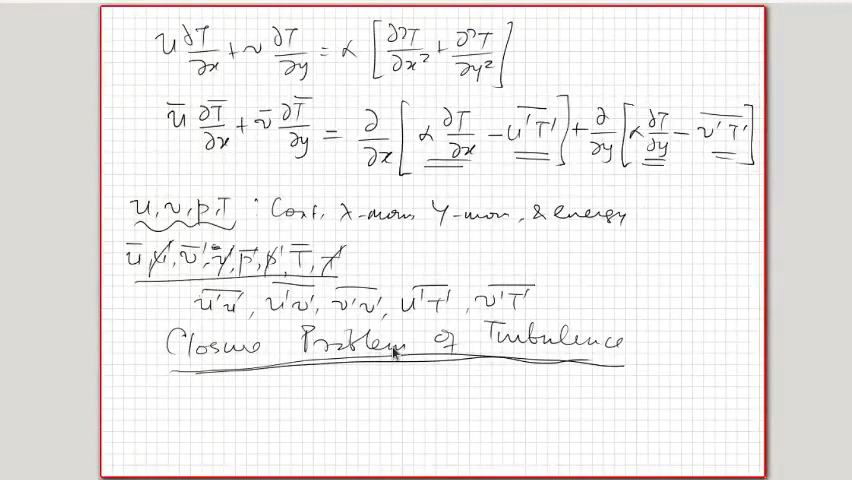 u ∂T/∂x + v ∂T/∂y = α [∂²T/∂x² + ∂²T/∂y²]
u̅ ∂T̅/∂x + v̅ ∂T̅/∂y = ∂/∂x [α ∂T/∂x − \overline{u'T'}] + ∂/∂y [α ∂T/∂y − \overline{v'T'}]
u, v, p, T : Cont, X-mom, Y-mom, & energy
u̅, u', v̅, v', p̅, p', T̅, T'
\overline{u'u'}, \overline{u'v'}, \overline{v'v'}, \overline{u'T'}, \overline{v'T'}
Closure Problem of Turbulence